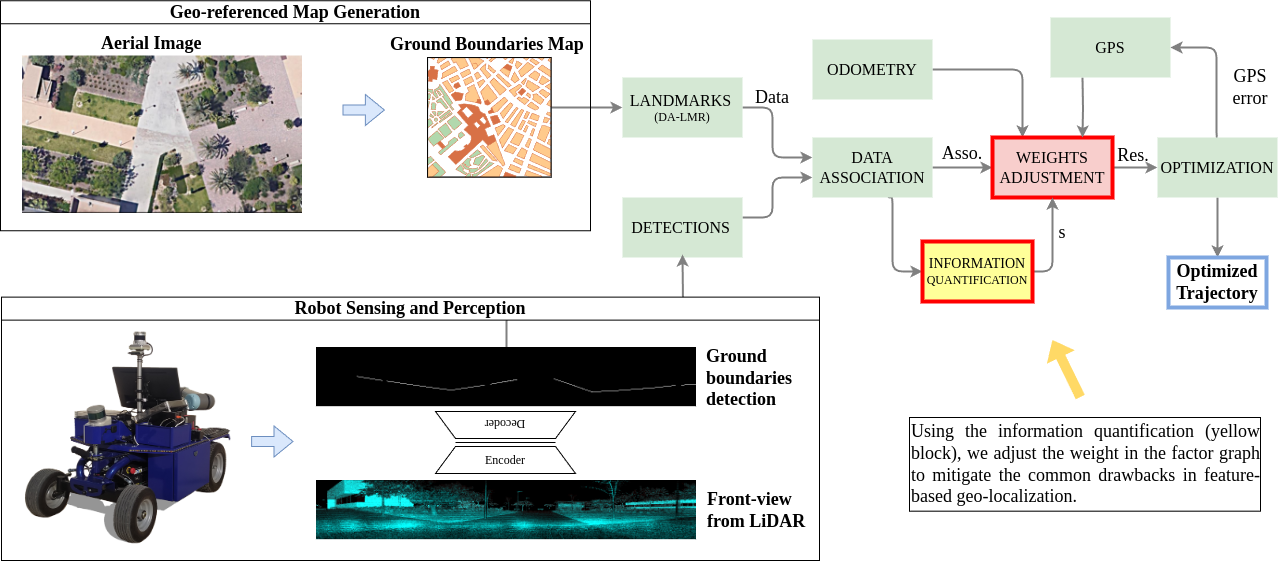 Geo-referenced Map Generation
Aerial Image
Ground Boundaries Map
LANDMARKS
(DA-LMR)
Data
DETECTIONS
ODOMETRY
GPS
GPS
error
DATA
ASSOCIATION
Asso.
WEIGHTS
ADJUSTMENT
Res.
OPTIMIZATION
INFORMATION
QUANTIFICATION
s
Optimized
Trajectory
Robot Sensing and Perception
Ground
boundaries
detection
Decoder
Encoder
Front-view
from LiDAR
Using the information quantification (yellow
block), we adjust the weight in the factor graph
to mitigate the common drawbacks in feature-
based geo-localization.